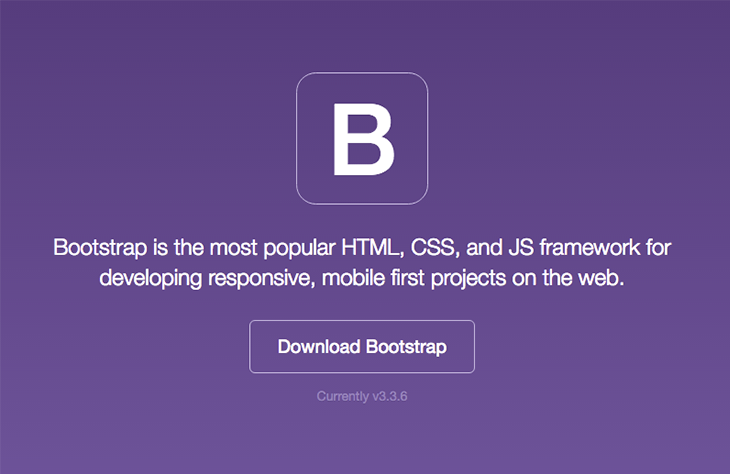 B
Bootstrap is the most popular HTML, CSS, and JS framework for
developing responsive, mobile first projects on the web.
Download Bootstrap
Currently v3.3.6